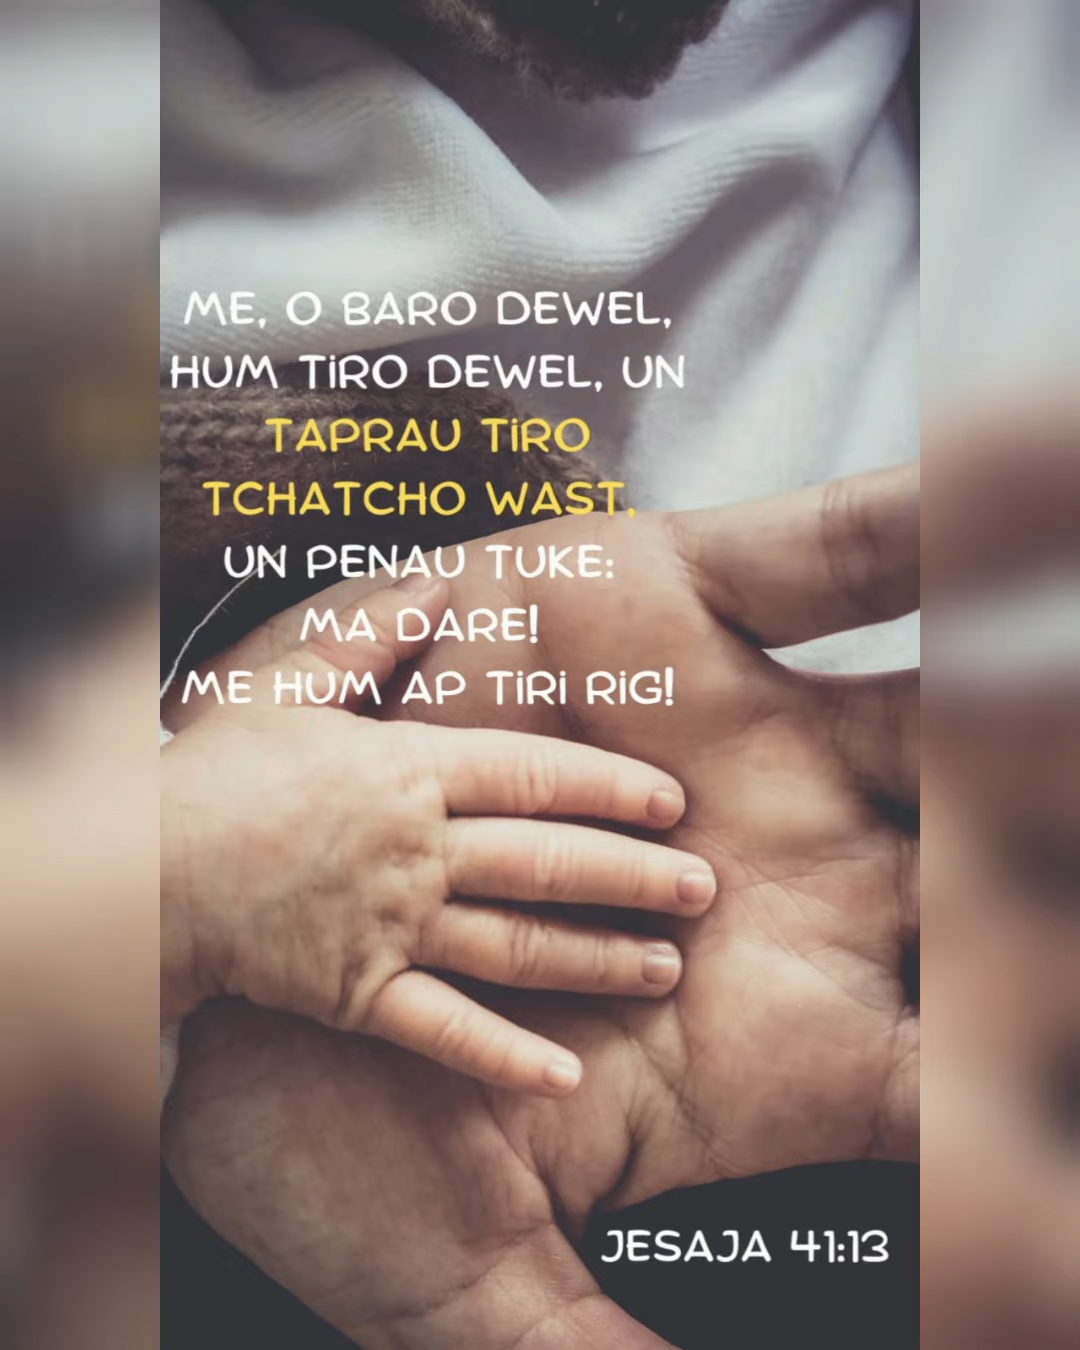 ME, O BARO DEWEL,
HUM TiRO DEWEL, UN
TAPRAU TiRO
TCHATCHO WAST,
UN PENAU TUKE:
MA DARE!
ME HUM AP TiRi RiG!
JESAJA 41:13